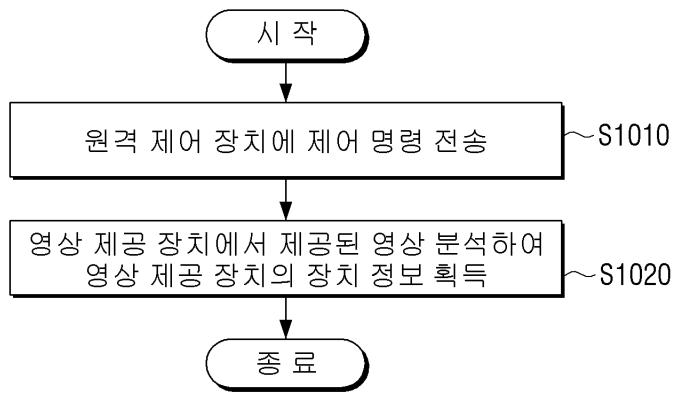 시 작
원격 제어 장치에 제어 명령 전송
S1010
영상 제공 장치에서 제공된 영상 분석하여
영상 제공 장치의 장치 정보 획득
S1020
종 료